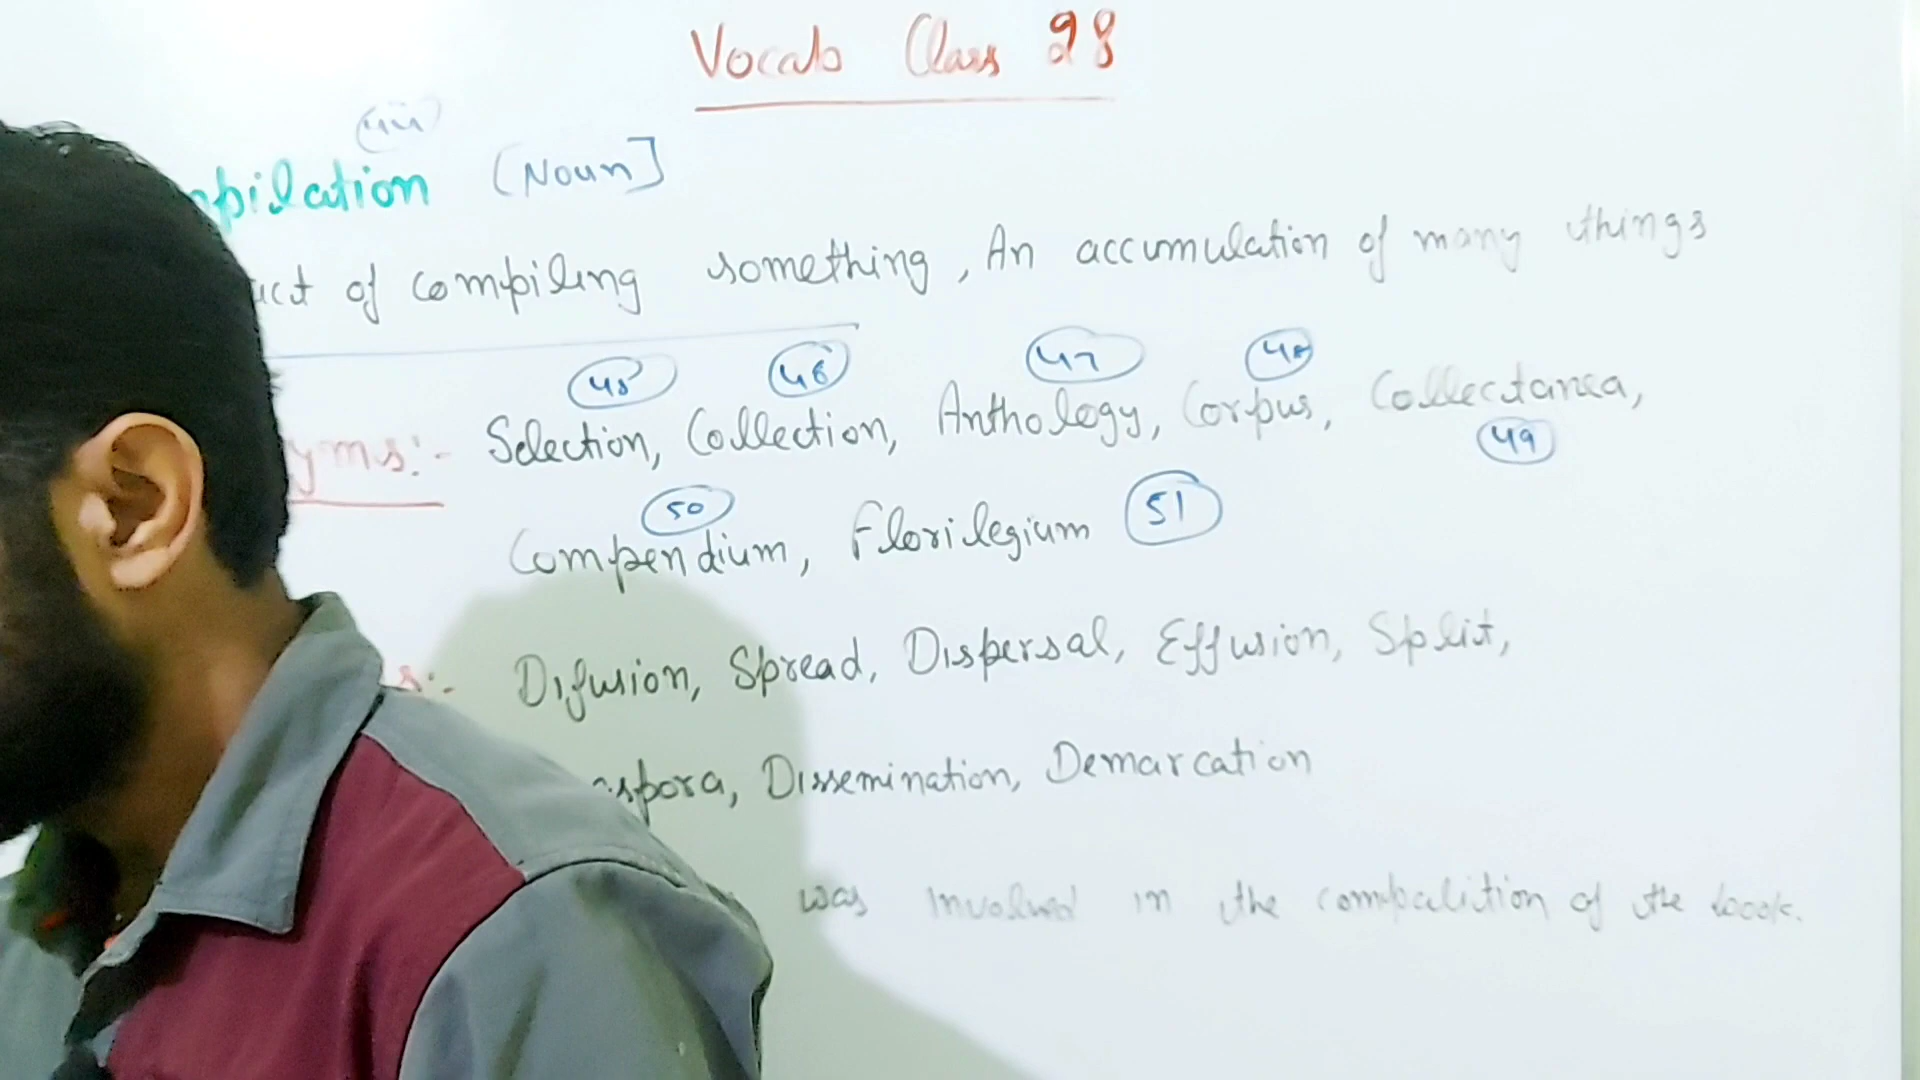 Vocab Class 28
44
pilation [Noun]
uct of compiling something, An accumulation of many things
45 46 47 48
yms:- Selection, Collection, Anthology, Corpus, Collectanea,
49
50
Compendium, Florilegium 51
s:- Difusion, Spread, Dispersal, Effusion, Split,
spora, Dissemination, Demarcation
was involved in the compalition of the book.